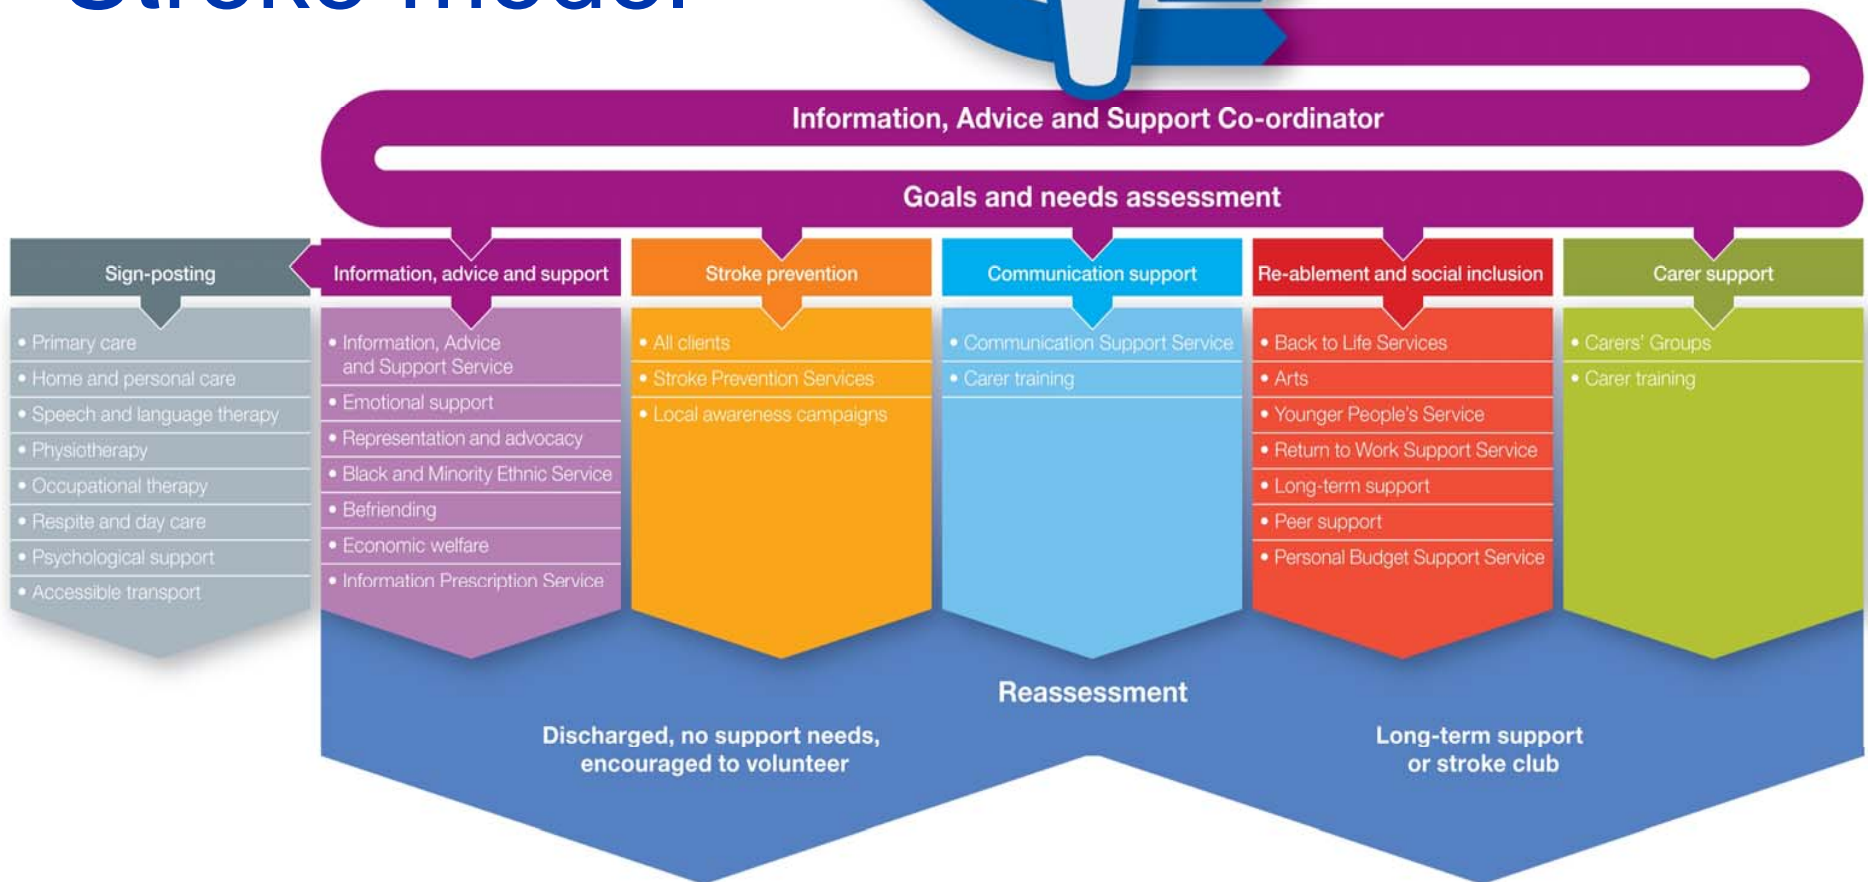 Stroke model
Information, Advice and Support Co-ordinator
Goals and needs assessment
Sign-posting
• Primary care
• Home and personal care
• Speech and language therapy
• Physiotherapy
• Occupational therapy
• Respite and day care
• Psychological support
• Accessible transport
Information, advice and support
• Information, Advice
and Support Service
• Emotional support
• Representation and advocacy
• Black and Minority Ethnic Service
• Befriending
• Economic welfare
• Information Prescription Service
Stroke prevention
• All clients
• Stroke Prevention Services
• Local awareness campaigns
Communication support
• Communication Support Service
• Carer training
Re-ablement and social inclusion
• Back to Life Services
• Arts
• Younger People's Service
• Return to Work Support Service
• Long-term support
• Peer support
• Personal Budget Support Service
Carer support
• Carers' Groups
• Carer training
Reassessment
Discharged, no support needs,
encouraged to volunteer
Long-term support
or stroke club